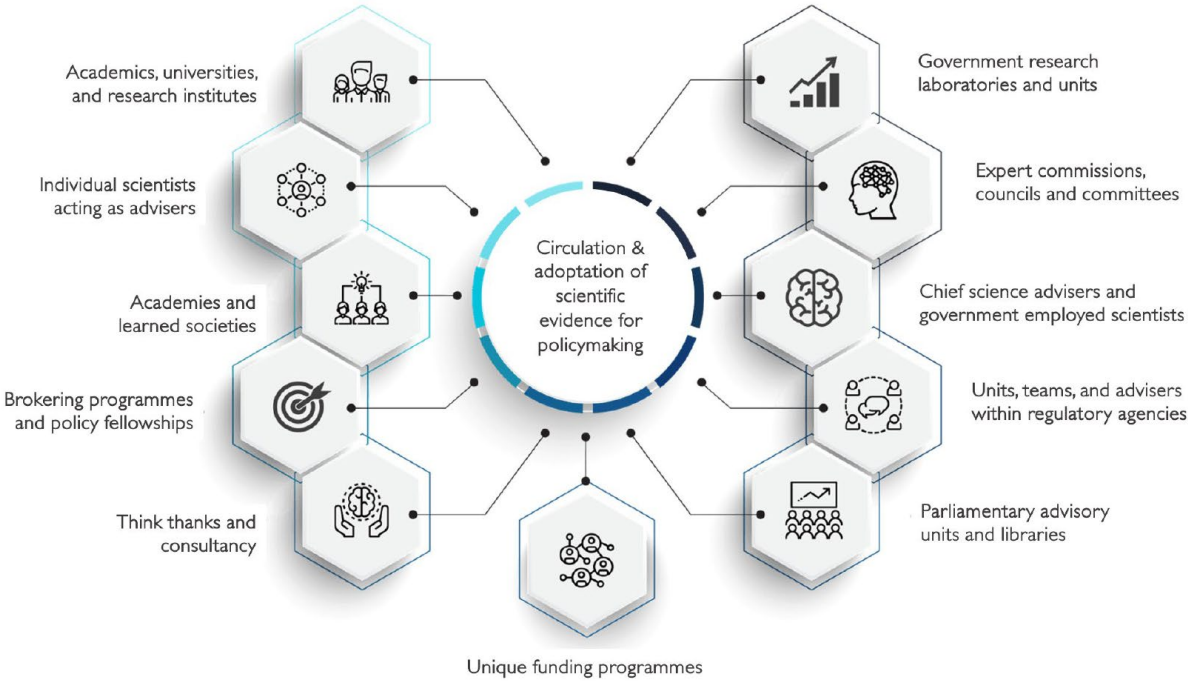 Academics, universities,
and research institutes
Individual scientists
acting as advisers
Academies and
learned societies
Brokering programmes
and policy fellowships
Think thanks and
consultancy
Circulation &
adoptation of
scientific
evidence for
policymaking
Government research
laboratories and units
Expert commissions,
councils and committees
Chief science advisers and
government employed scientists
Units, teams, and advisers
within regulatory agencies
Parliamentary advisory
units and libraries
Unique funding programmes